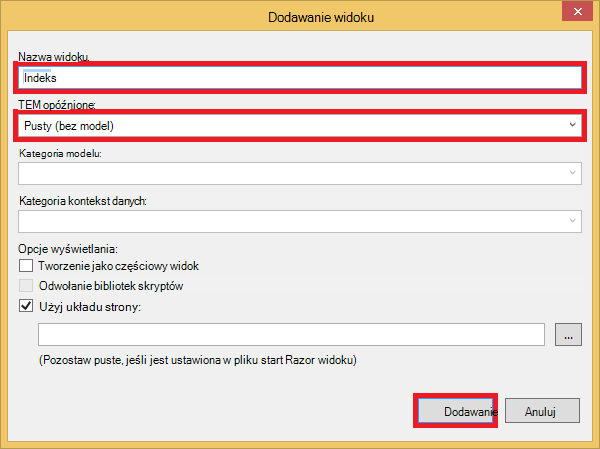 Dodawanie widoku
Nazwa widoku.
Indeks
TEM opóźnione:
Pusty (bez model)
Kategoria modelu:
Kategoria kontekst danych:
Opcje wyświetlania:
Tworzenie jako częściowy widok
Odwołanie bibliotek skryptów
Użyj układu strony:
...
(Pozostaw puste, jeśli jest ustawiona w pliku start Razor widoku)
Dodawanie Anuluj